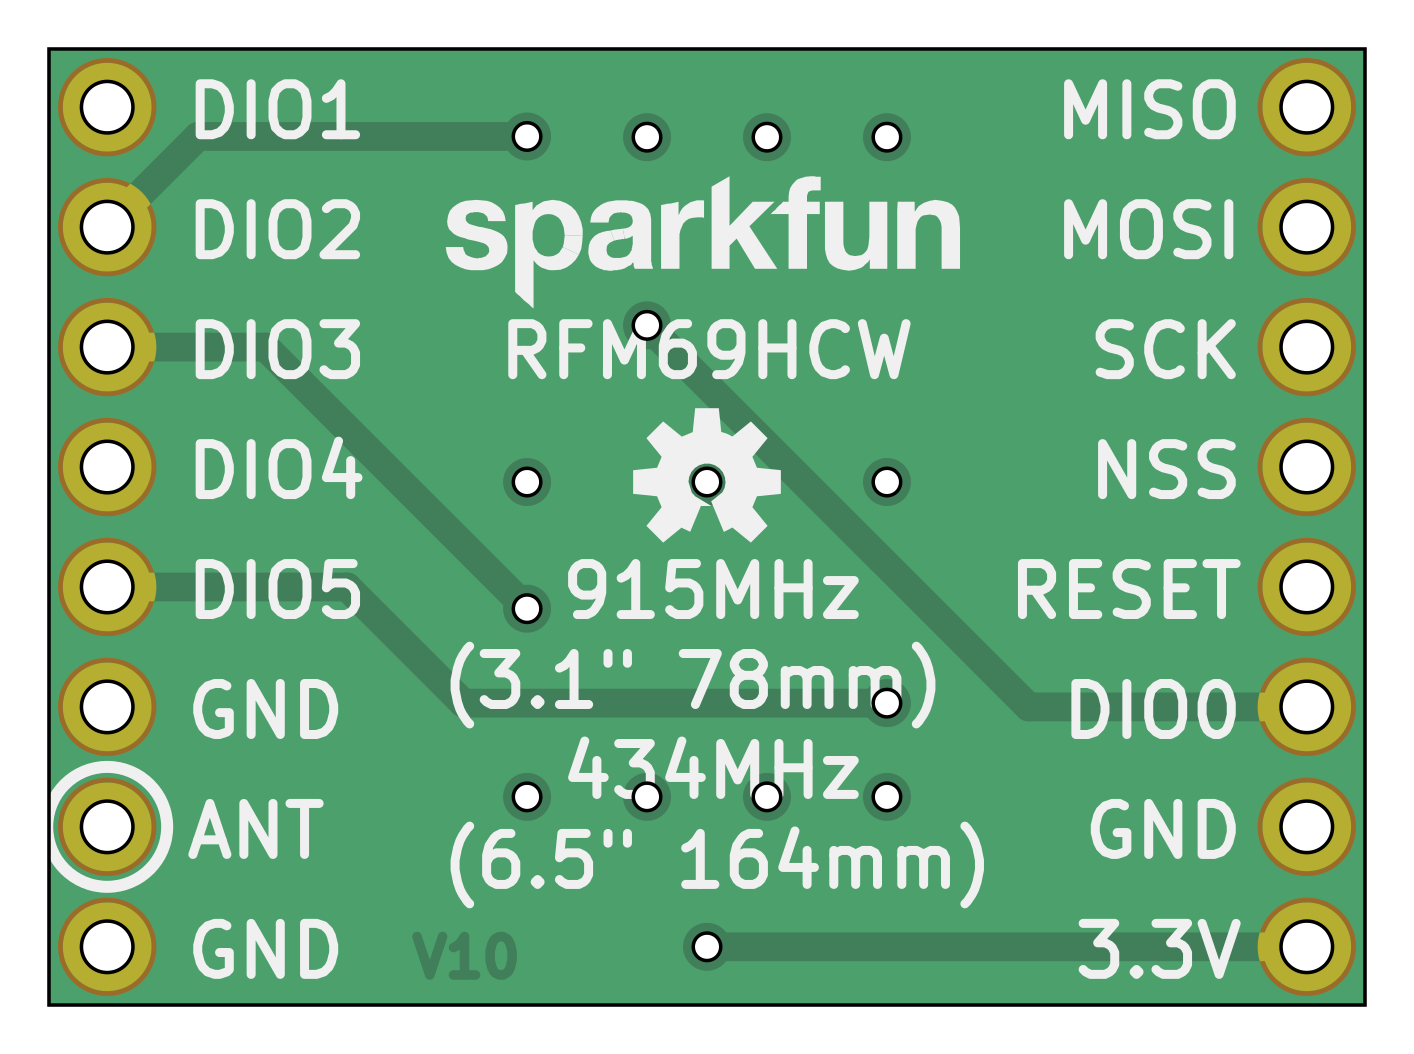 DIO1
DIO2
DIO3
DIO4
DIO5
GND
ANT
GND
sparkfun
RFM69HCW
915MHz
(3.1" 78mm)
434MHz
(6.5" 164mm)
V10
MISO
MOSI
SCK
NSS
RESET
DIO0
GND
3.3V